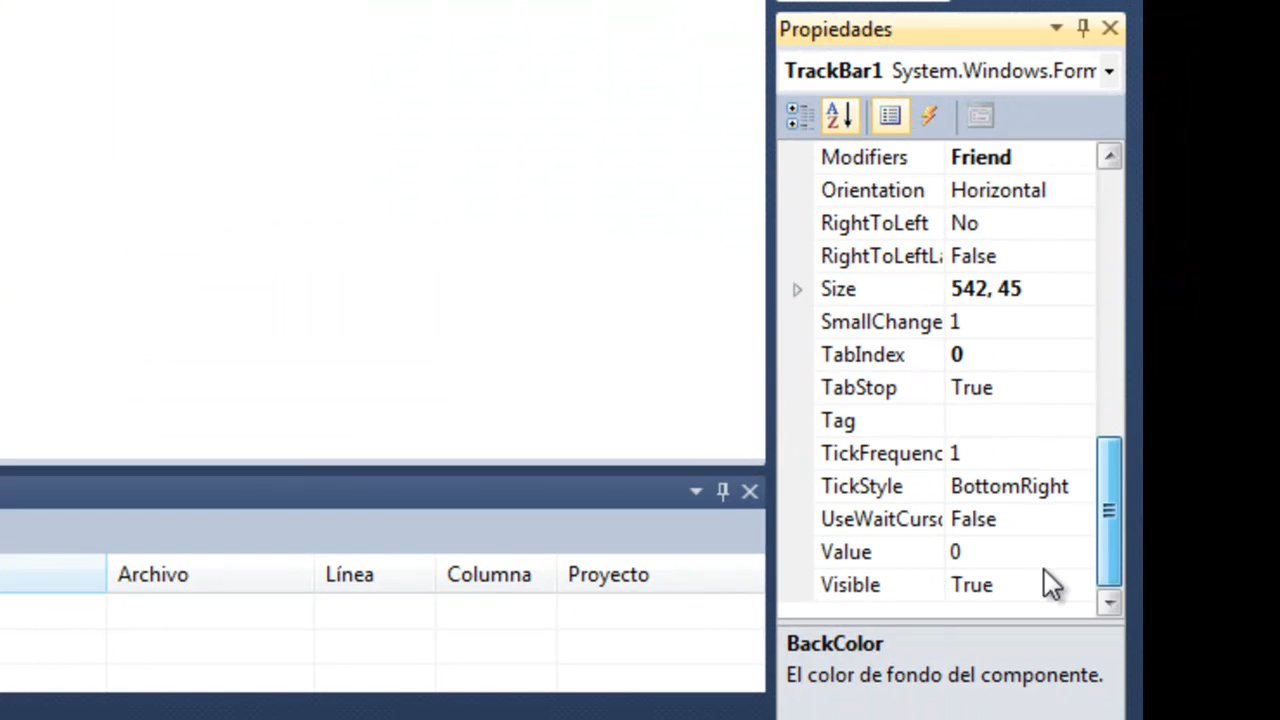 Propiedades
TrackBar1 System.Windows.Form
Modifiers Friend
Orientation Horizontal
RightToLeft No
RightToLeftLa False
Size 542, 45
SmallChange 1
TabIndex 0
TabStop True
Tag
TickFrequenc 1
TickStyle BottomRight
UseWaitCurso False
Value 0
Visible True
BackColor
El color de fondo del componente.
Archivo Línea Columna Proyecto